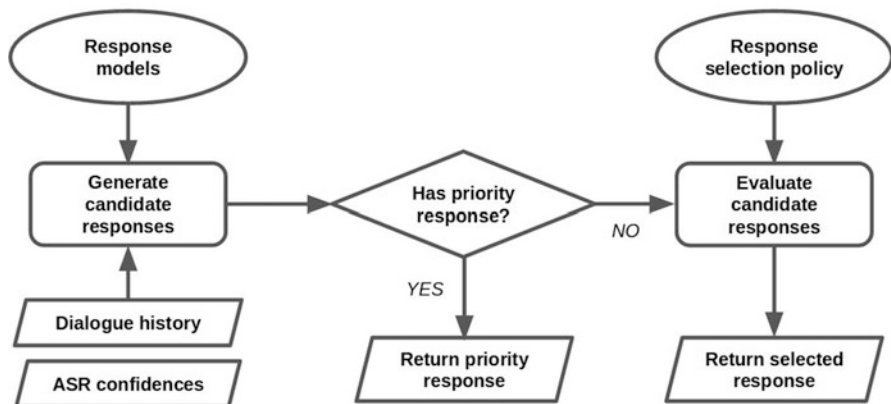 Response
models
Response
selection policy
Generate
candidate
responses
Has priority
response?
NO
Evaluate
candidate
responses
YES
Dialogue history
ASR confidences
Return priority
response
Return selected
response